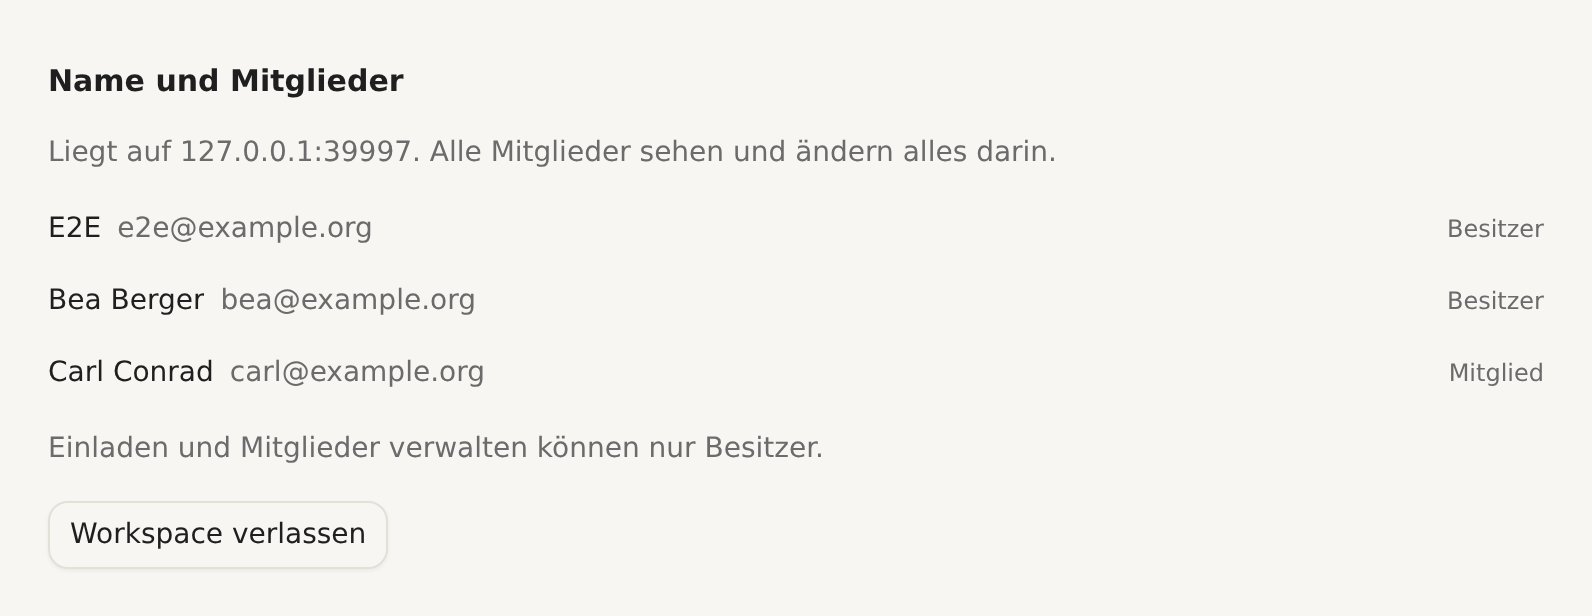 Name und Mitglieder
Liegt auf 127.0.0.1:39997. Alle Mitglieder sehen und ändern alles darin.
E2E e2e@example.org Besitzer
Bea Berger bea@example.org Besitzer
Carl Conrad carl@example.org Mitglied
Einladen und Mitglieder verwalten können nur Besitzer.
Workspace verlassen